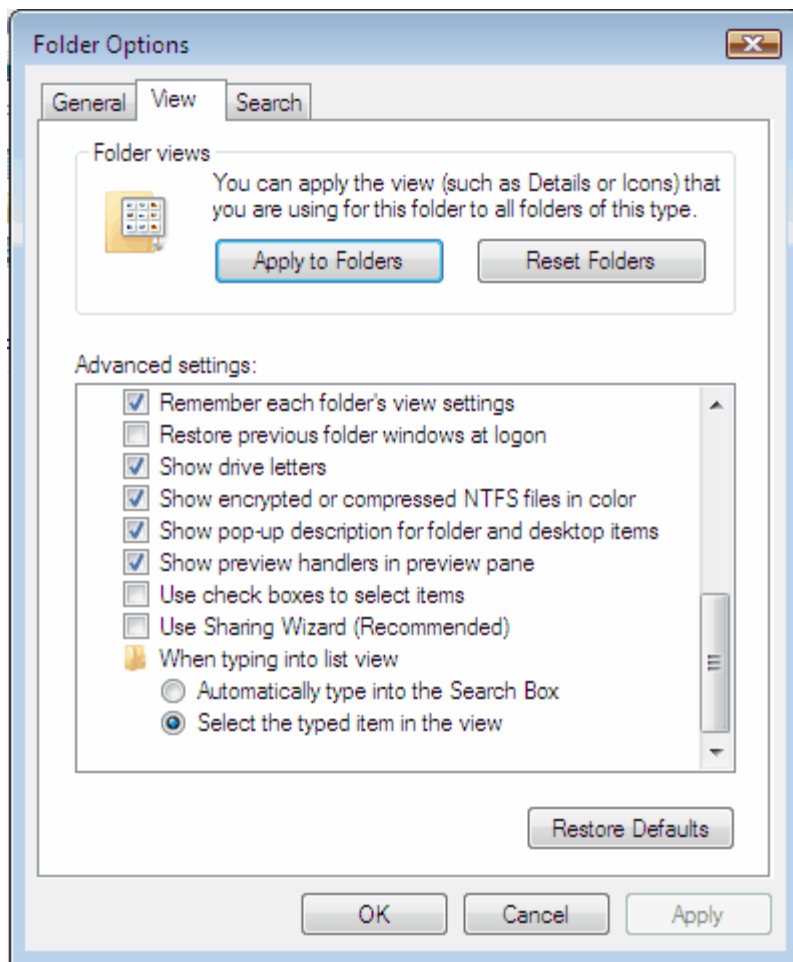 Folder Options
General View Search
Folder views
You can apply the view (such as Details or Icons) that
you are using for this folder to all folders of this type.
Apply to Folders Reset Folders
Advanced settings:
Remember each folder's view settings
Restore previous folder windows at logon
Show drive letters
Show encrypted or compressed NTFS files in color
Show pop-up description for folder and desktop items
Show preview handlers in preview pane
Use check boxes to select items
Use Sharing Wizard (Recommended)
When typing into list view
Automatically type into the Search Box
Select the typed item in the view
Restore Defaults
OK Cancel Apply